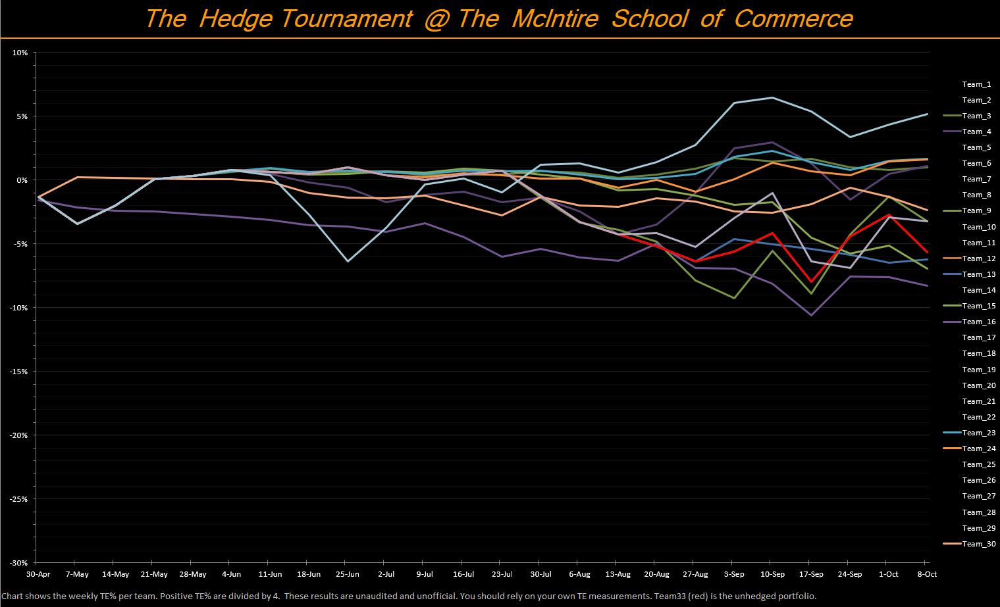 The Hedge Tournament @ The McIntire School of Commerce
10%
5%
0%
-5%
-10%
-15%
-20%
-25%
-30%
30-Apr 7-May 14-May 21-May 28-May 4-Jun 11-Jun 18-Jun 25-Jun 2-Jul 9-Jul 16-Jul 23-Jul 30-Jul 6-Aug 13-Aug 20-Aug 27-Aug 3-Sep 10-Sep 17-Sep 24-Sep 1-Oct 8-Oct
Team_1
Team_2
Team_3
Team_4
Team_5
Team_6
Team_7
Team_8
Team_9
Team_10
Team_11
Team_12
Team_13
Team_14
Team_15
Team_16
Team_17
Team_18
Team_19
Team_20
Team_21
Team_22
Team_23
Team_24
Team_25
Team_26
Team_27
Team_28
Team_29
Team_30
Chart shows the weekly TE% per team. Positive TE% are divided by 4. These results are unaudited and unofficial. You should rely on your own TE measurements. Team33 (red) is the unhedged portfolio.